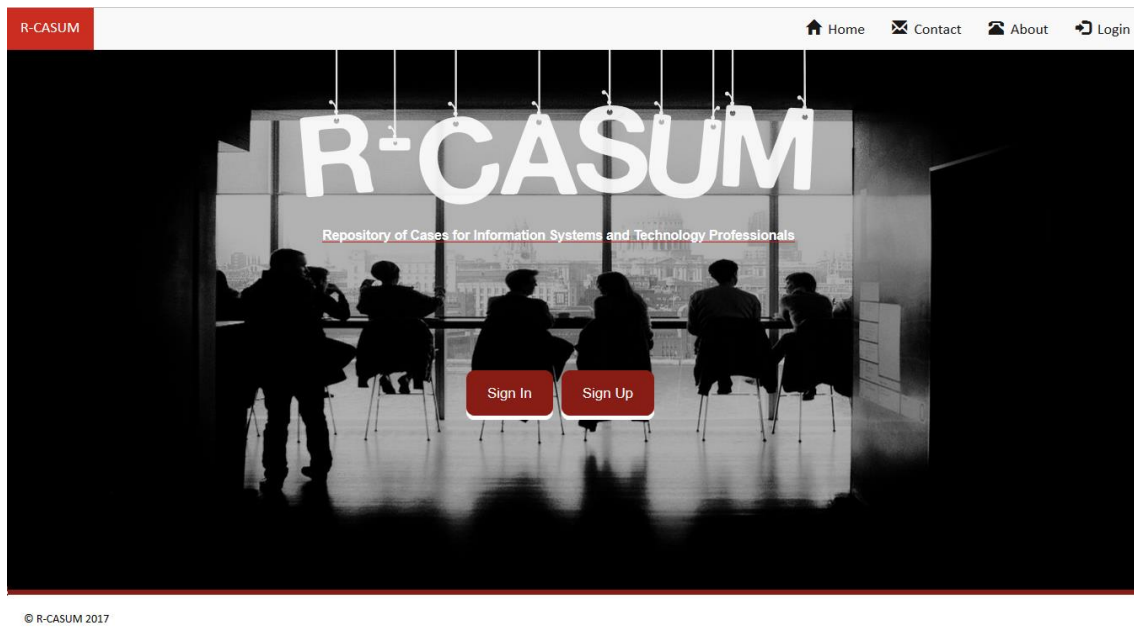 R-CASUM
Home
Contact
About
Login
R-CASUM
Repository of Cases for Information Systems and Technology Professionals
Sign In
Sign Up
© R-CASUM 2017